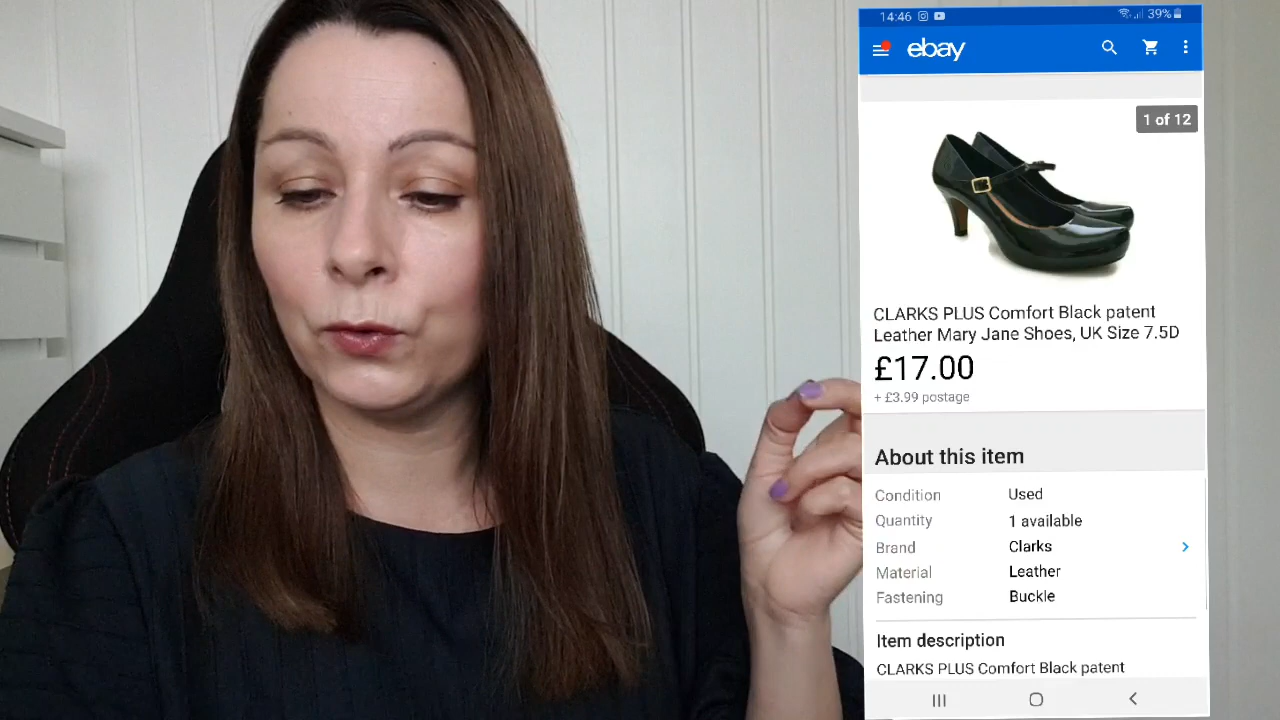 14:46 39%
ebay
1 of 12
CLARKS PLUS Comfort Black patent
Leather Mary Jane Shoes, UK Size 7.5D
£17.00
+ £3.99 postage
About this item
Condition Used
Quantity 1 available
Brand Clarks
Material Leather
Fastening Buckle
Item description
CLARKS PLUS Comfort Black patent